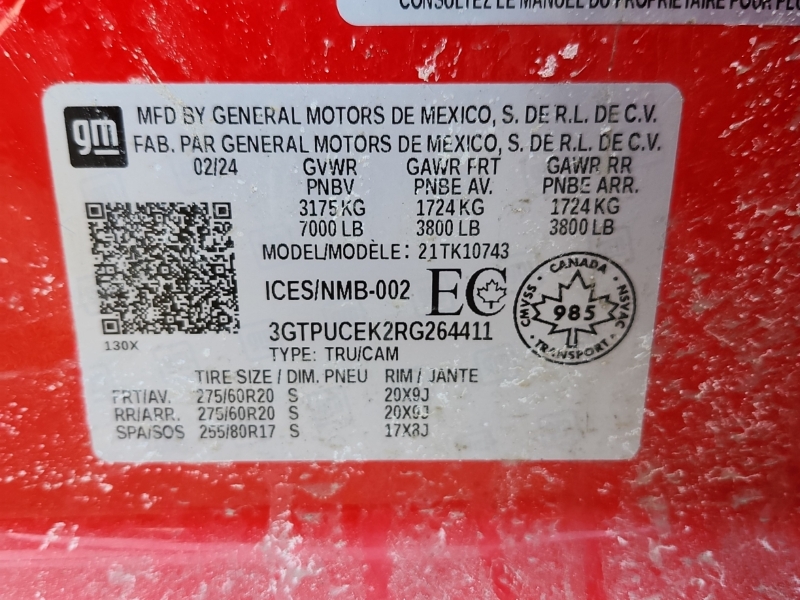 CONSULTEZ LE MANUEL DU PROPRIÉTAIRE POUR PLU
gm
MFD BY GENERAL MOTORS DE MEXICO, S. DE R.L. DE C.V.
FAB. PAR GENERAL MOTORS DE MÉXICO, S. DE R.L. DE C.V.
02/24 GVWR GAWR FRT GAWR RR
PNBV PNBE AV. PNBE ARR.
3175 KG 1724 KG 1724 KG
7000 LB 3800 LB 3800 LB
MODEL/MODÈLE: 21TK10743
ICES/NMB-002 EC
CANADA
CMVSS 985 NSVAC
TRANSPORT
130X
3GTPUCEK2RG264411
TYPE: TRU/CAM
TIRE SIZE / DIM. PNEU RIM / JANTE
FRT/AV. 275/60R20 S 20X9J
RR/ARR. 275/60R20 S 20X9J
SPA/SOS 255/80R17 S 17X8J